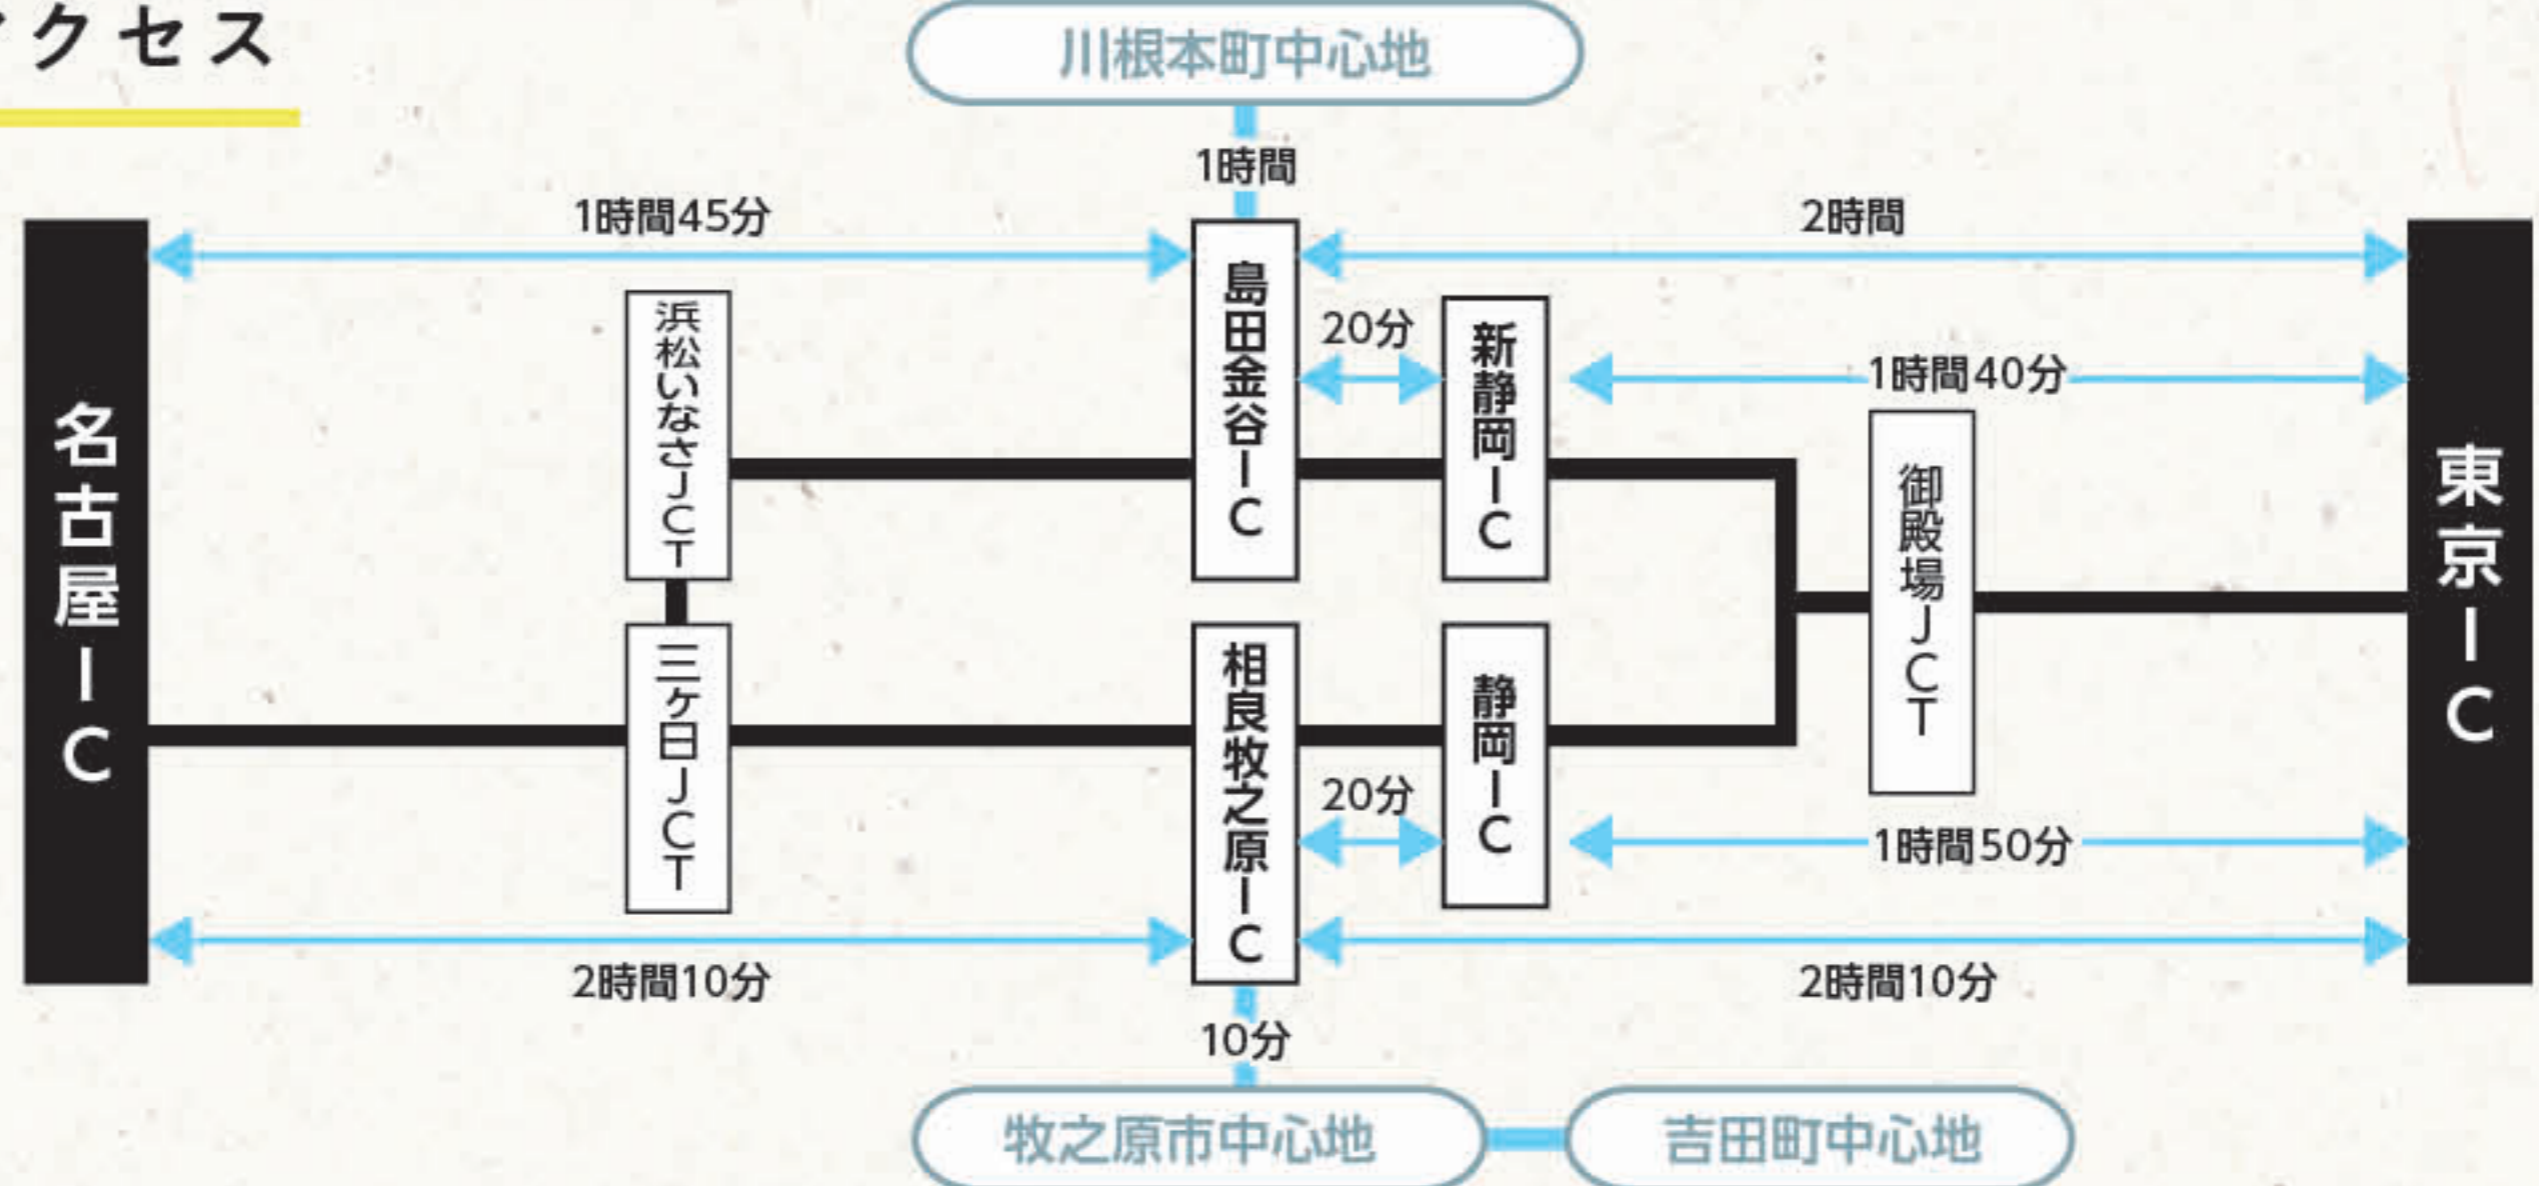 クセス
川根本町中心地
1時間
1時間45分
2時間
名古屋IC
浜松いなさJCT
島田金谷IC
20分
新静岡IC
1時間40分
御殿場JCT
東京IC
三ヶ日JCT
相良牧之原IC
20分
静岡IC
1時間50分
2時間10分
2時間10分
10分
牧之原市中心地
吉田町中心地